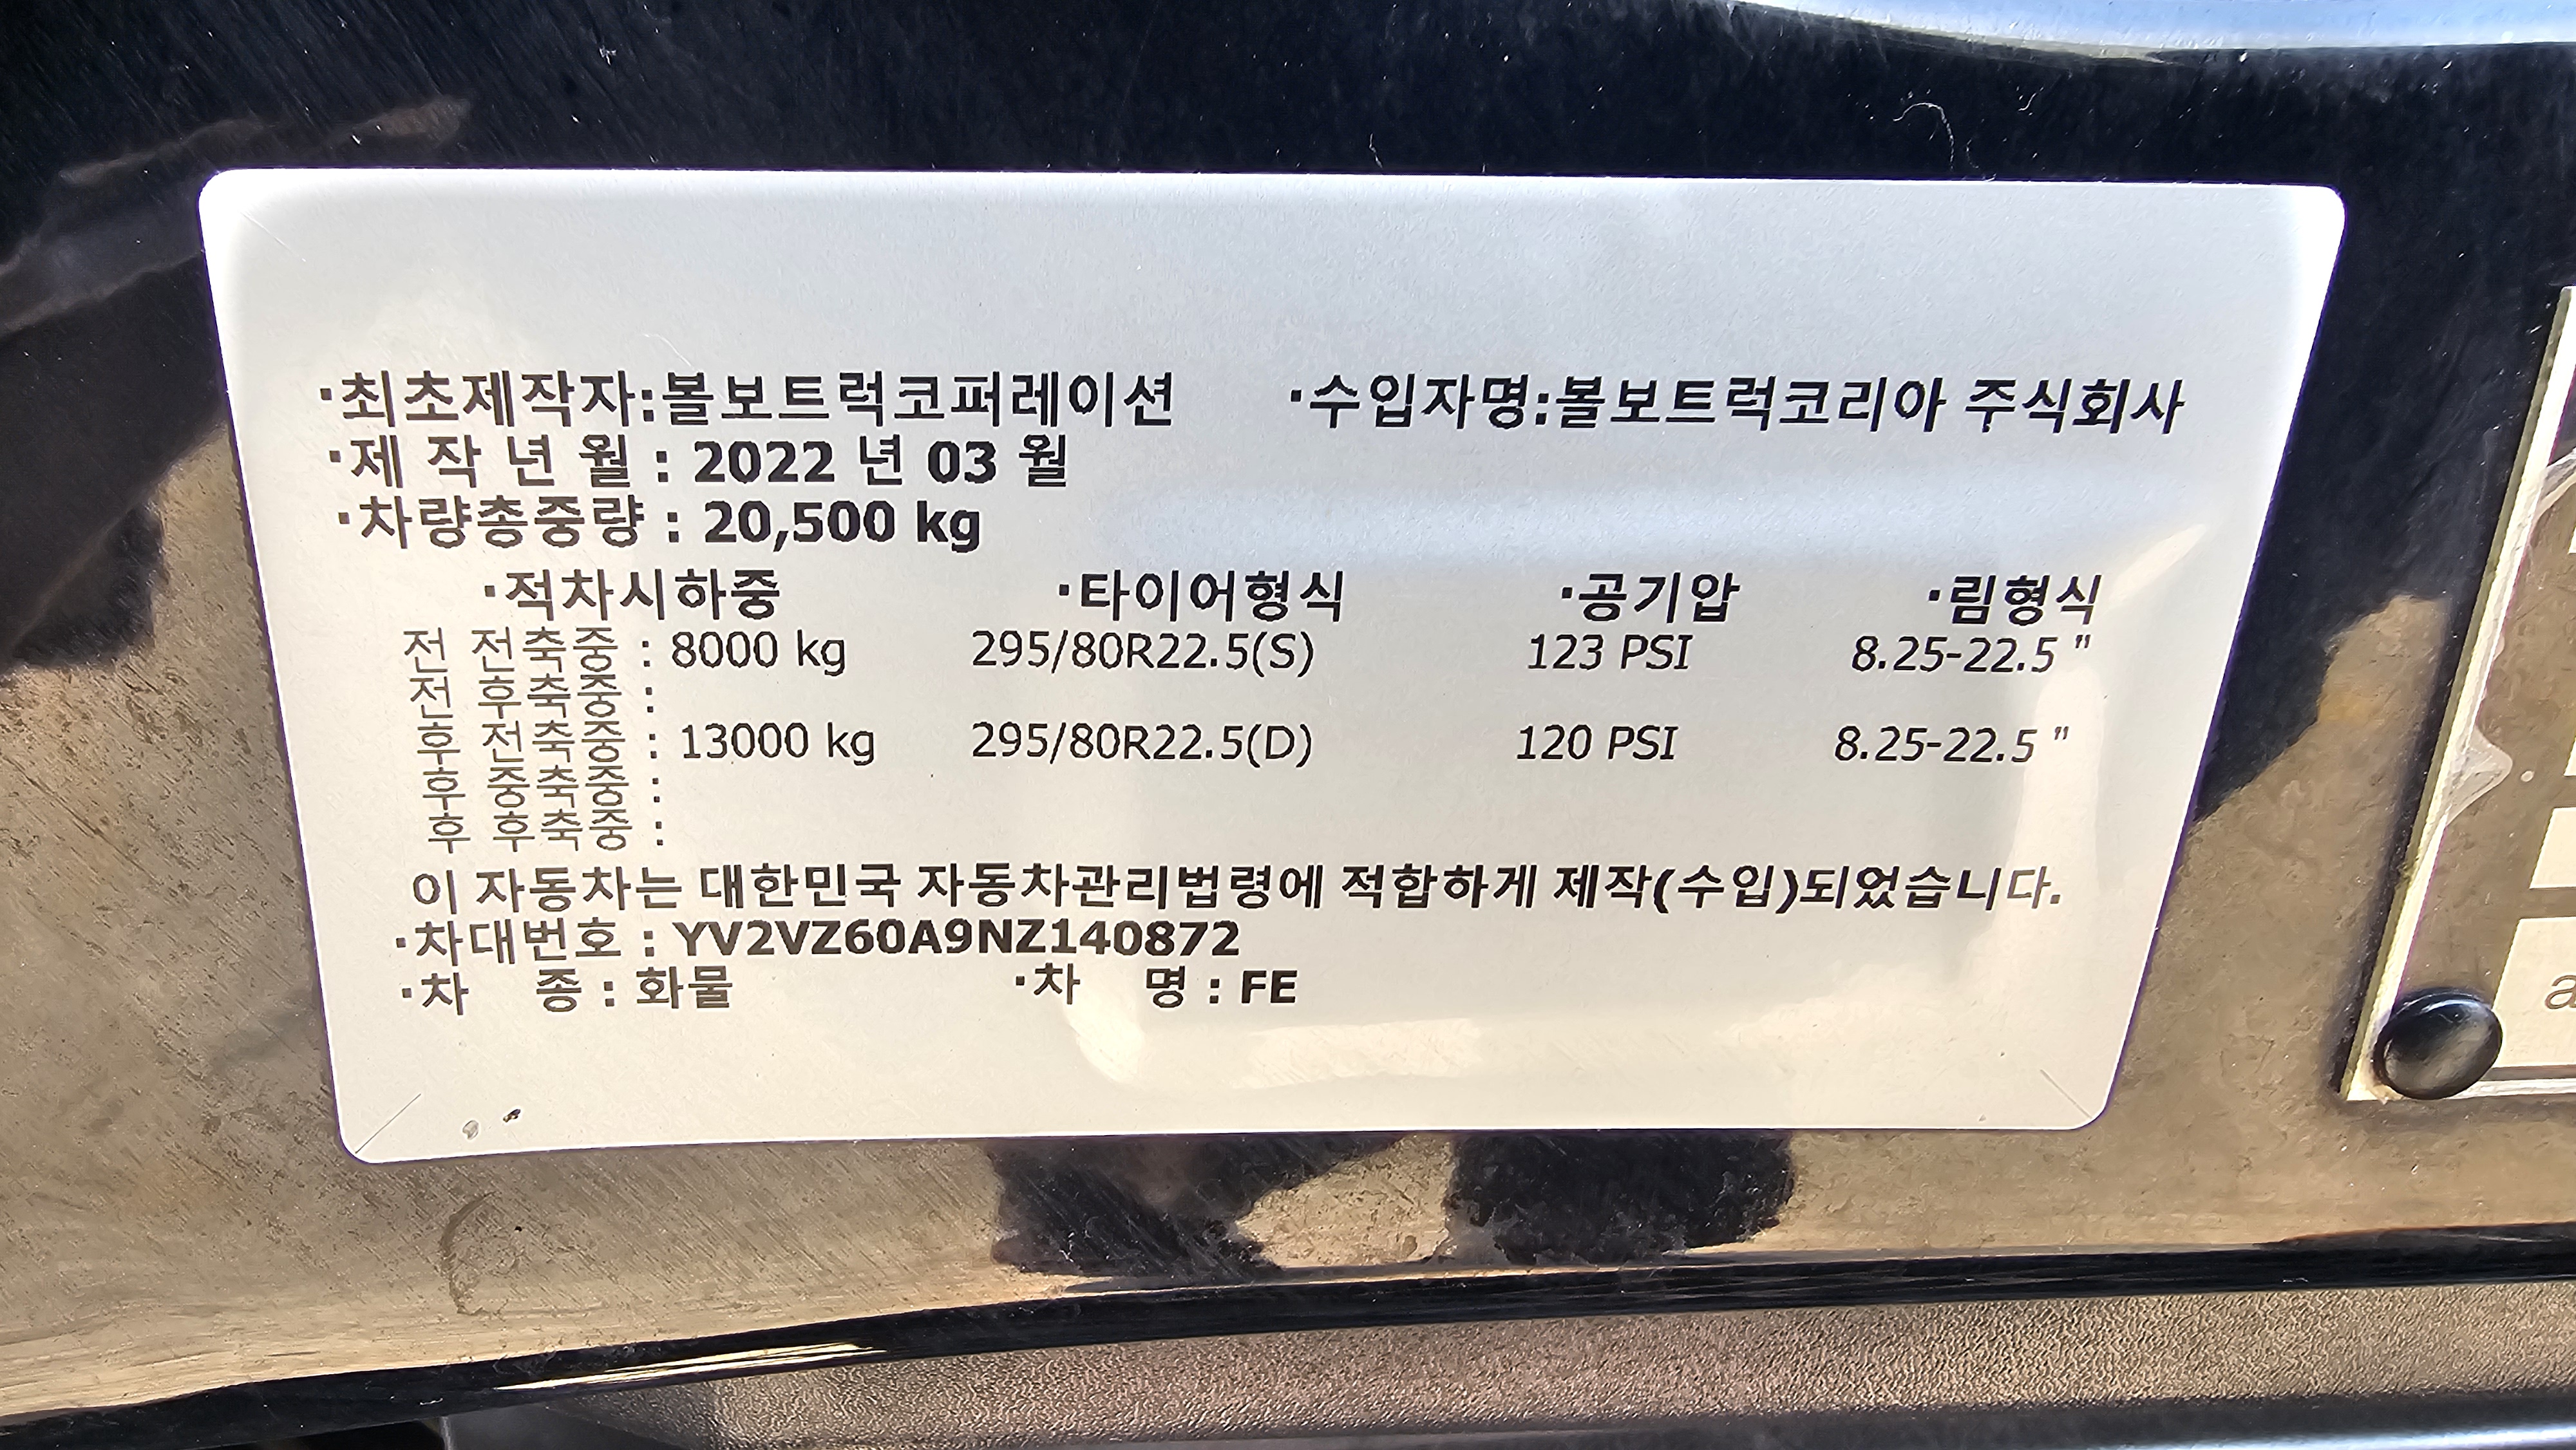 ·최초제작자:볼보트럭코퍼레이션 ·수입자명:볼보트럭코리아 주식회사
·제 작 년 월 : 2022 년 03 월
·차량총중량 : 20,500 kg
·적차시하중 ·타이어형식 ·공기압 ·림형식
전 전축중 : 8000 kg 295/80R22.5(S) 123 PSI 8.25-22.5 "
전 후축중 :
후 전축중 : 13000 kg 295/80R22.5(D) 120 PSI 8.25-22.5 "
후 중축중 :
후 후축중 :
이 자동차는 대한민국 자동차관리법령에 적합하게 제작(수입)되었습니다.
·차대번호 : YV2VZ60A9NZ140872
·차 종 : 화물 ·차 명 : FE
a